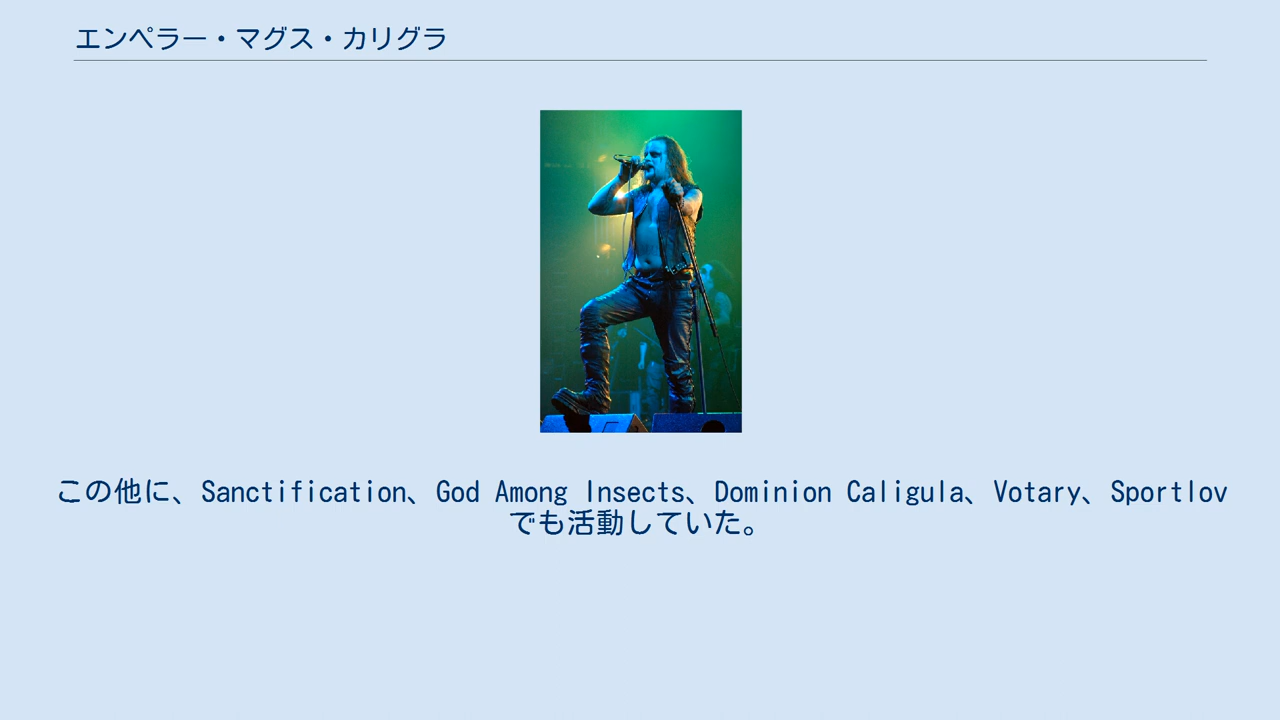 エンペラー・マグス・カリグラ
この他に、Sanctification、God Among Insects、Dominion Caligula、Votary、Sportlov
でも活動していた。